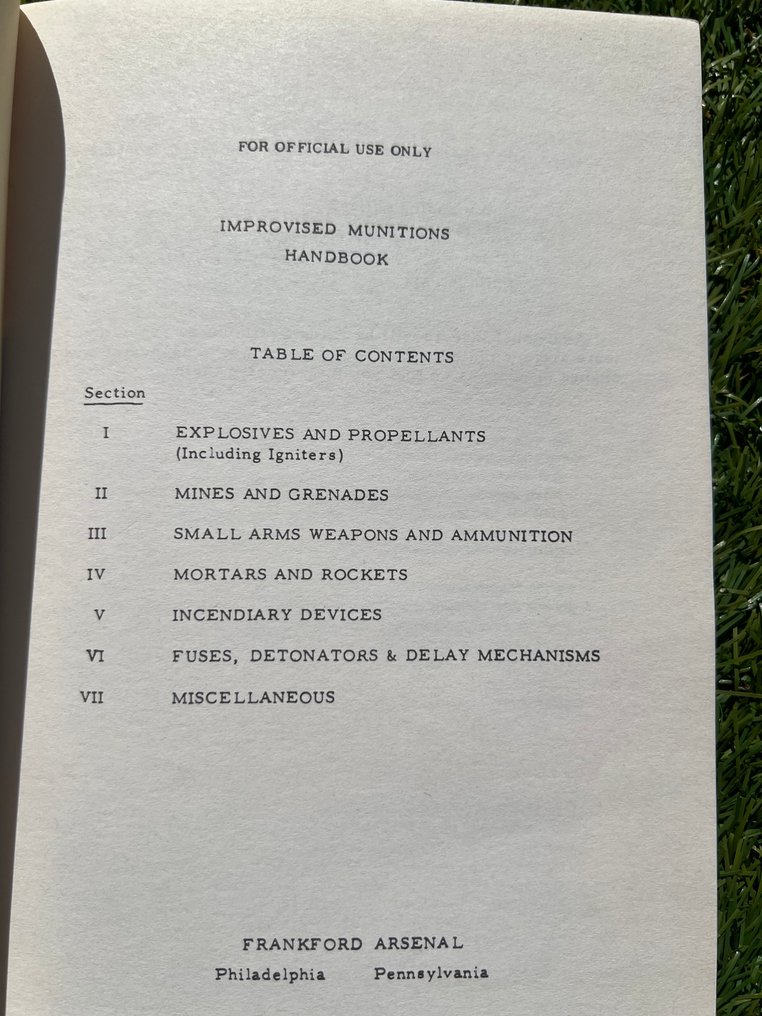 FOR OFFICIAL USE ONLY
IMPROVISED MUNITIONS
HANDBOOK
TABLE OF CONTENTS
Section
I EXPLOSIVES AND PROPELLANTS
(Including Igniters)
II MINES AND GRENADES
III SMALL ARMS WEAPONS AND AMMUNITION
IV MORTARS AND ROCKETS
V INCENDIARY DEVICES
VI FUSES, DETONATORS & DELAY MECHANISMS
VII MISCELLANEOUS
FRANKFORD ARSENAL
Philadelphia Pennsylvania